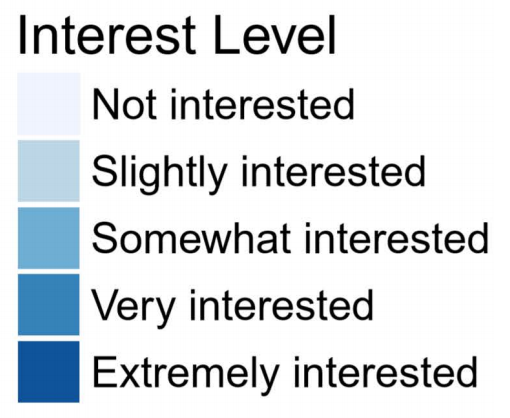 Interest Level
Not interested
Slightly interested
Somewhat interested
Very interested
Extremely interested